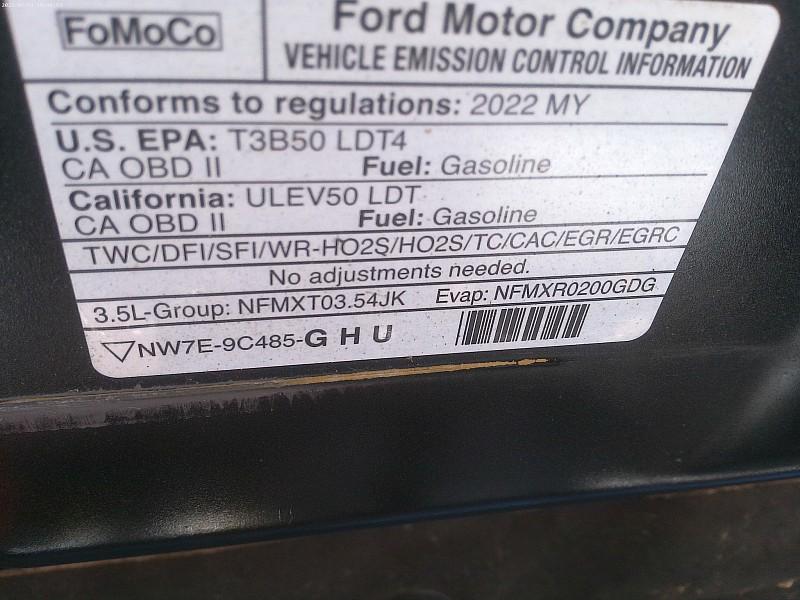 FoMoCo
Ford Motor Company
VEHICLE EMISSION CONTROL INFORMATION
Conforms to regulations: 2022 MY
U.S. EPA: T3B50 LDT4
CA OBD II Fuel: Gasoline
California: ULEV50 LDT
CA OBD II Fuel: Gasoline
TWC/DFI/SFI/WR-HO2S/HO2S/TC/CAC/EGR/EGRC
No adjustments needed.
3.5L-Group: NFMXT03.54JK Evap: NFMXR0200GDG
NW7E-9C485-G H U